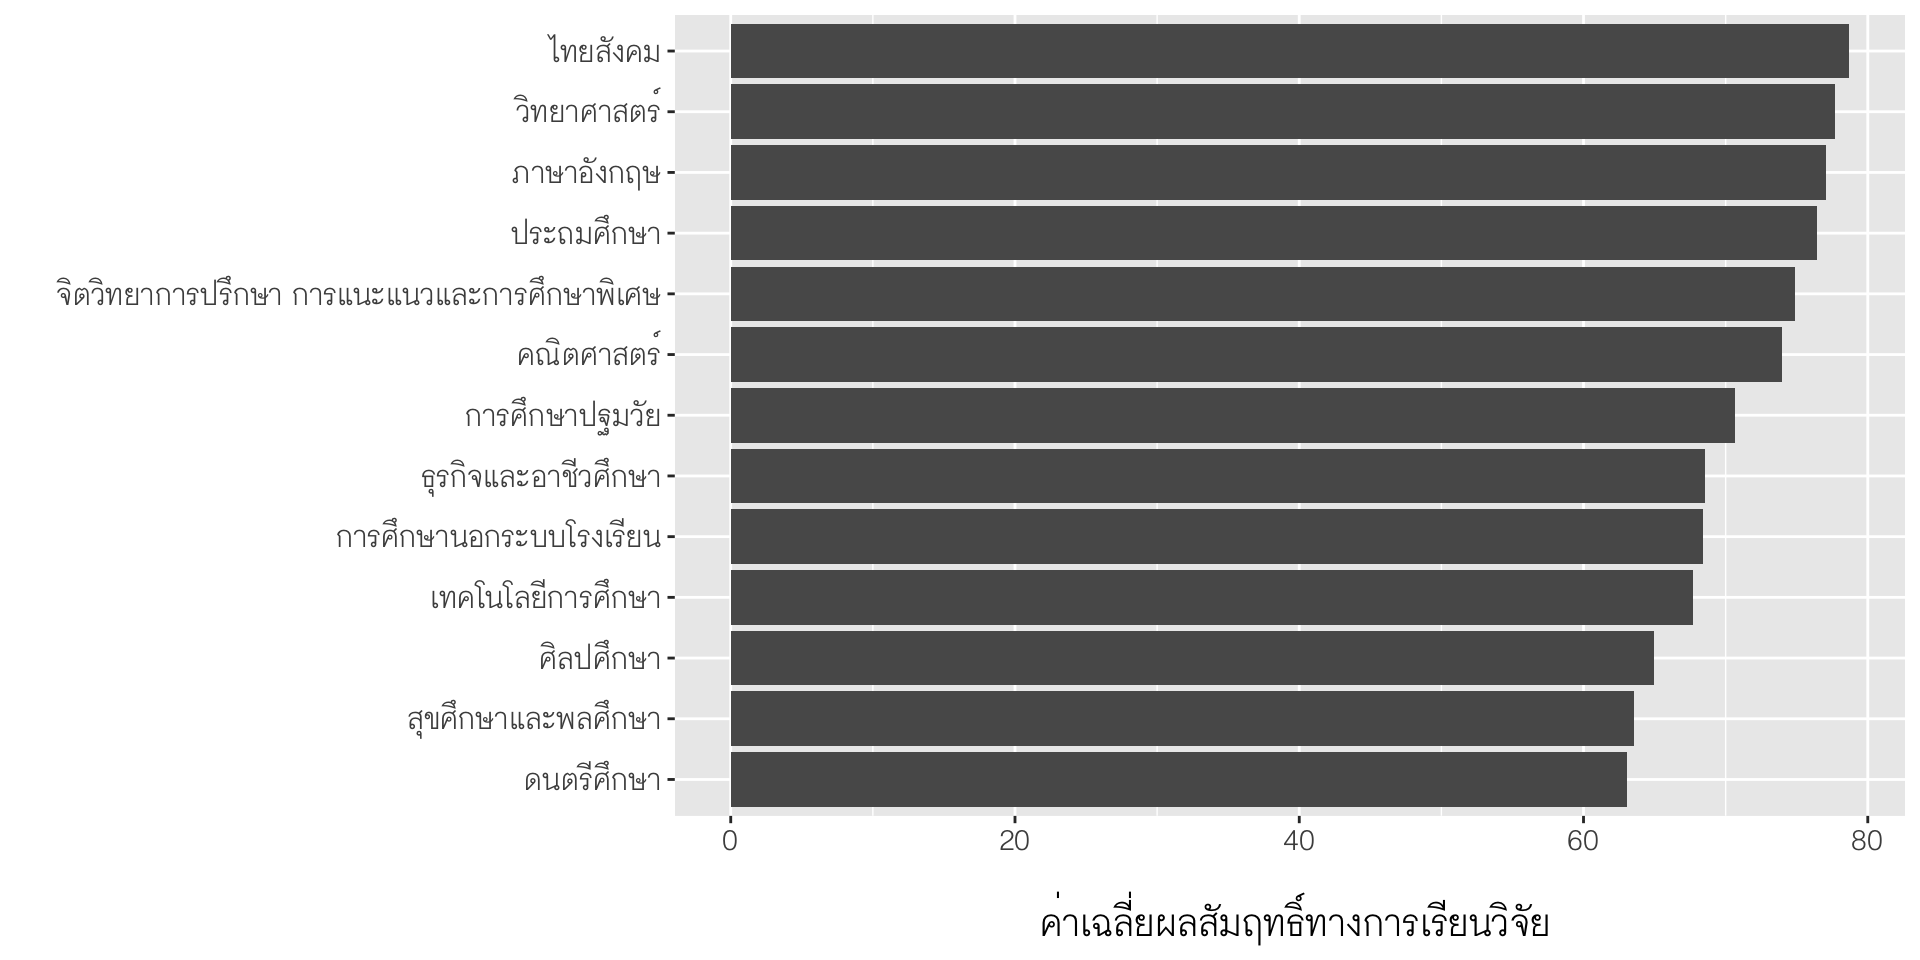 ไทยสังคม
วิทยาศาสตร์
ภาษาอังกฤษ
ประถมศึกษา
จิตวิทยาการปรึกษา การแนะแนวและการศึกษาพิเศษ
คณิตศาสตร์
การศึกษาปฐมวัย
ธุรกิจและอาชีวศึกษา
การศึกษานอกระบบโรงเรียน
เทคโนโลยีการศึกษา
ศิลปศึกษา
สุขศึกษาและพลศึกษา
ดนตรีศึกษา
0 20 40 60 80
ค่าเฉลี่ยผลสัมฤทธิ์ทางการเรียนวิจัย